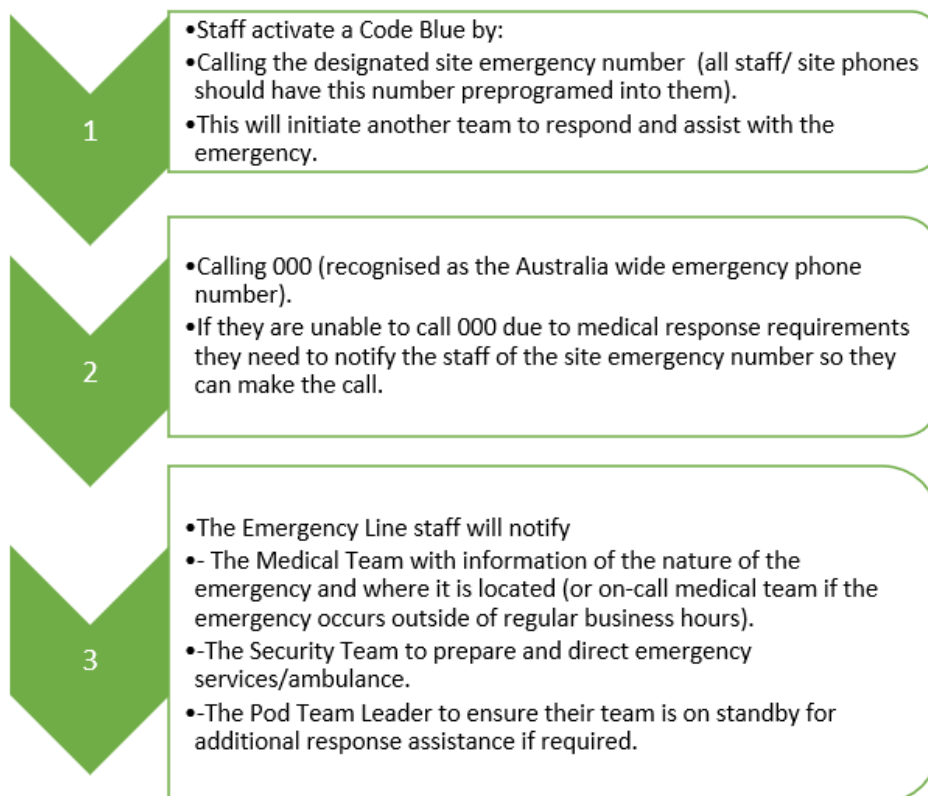 1
•Staff activate a Code Blue by:
•Calling the designated site emergency number  (all staff/ site phones
should have this number preprogramed into them).
•This will initiate another team to respond and assist with the
emergency.
2
•Calling 000 (recognised as the Australia wide emergency phone
number).
•If they are unable to call 000 due to medical response requirements
they need to notify the staff of the site emergency number so they
can make the call.
3
•The Emergency Line staff will notify
•- The Medical Team with information of the nature of the
emergency and where it is located (or on-call medical team if the
emergency occurs outside of regular business hours).
•-The Security Team to prepare and direct emergency
services/ambulance.
•-The Pod Team Leader to ensure their team is on standby for
additional response assistance if required.